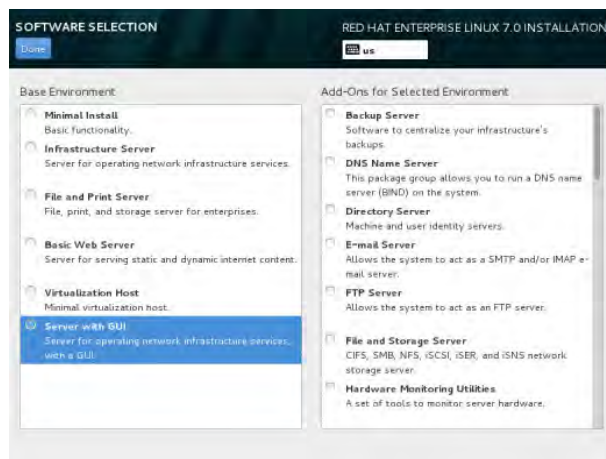 SOFTWARE SELECTION
RED HAT ENTERPRISE LINUX 7.0 INSTALLATION
Done
us
Base Environment
Minimal Install
Basic functionality.
Infrastructure Server
Server for operating network infrastructure services.
File and Print Server
File, print, and storage server for enterprises.
Basic Web Server
Server for serving static and dynamic internet content.
Virtualization Host
Minimal virtualization host.
Server with GUI
Server for operating network infrastructure services,
with a GUI.
Add-Ons for Selected Environment
Backup Server
Software to centralize your infrastructure's
backups.
DNS Name Server
This package group allows you to run a DNS name
server (BIND) on the system.
Directory Server
Machine and user identity servers.
E-mail Server
Allows the system to act as a SMTP and/or IMAP e-
mail server.
FTP Server
Allows the system to act as an FTP server.
File and Storage Server
CIFS, SMB, NFS, iSCSI, iSER, and iSNS network
storage server.
Hardware Monitoring Utilities
A set of tools to monitor server hardware.